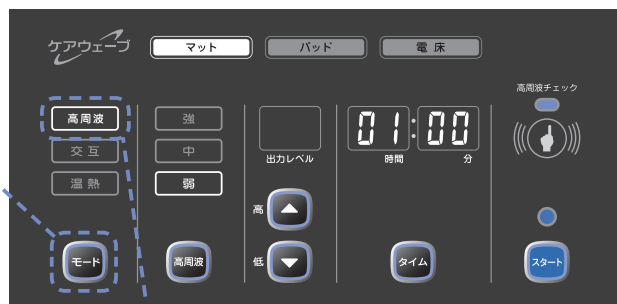 ケアウェーブ マット パッド 電床
高周波チェック
高周波 強
交互 中 出力レベル 01:00 時間 分
温熱 弱
高
モード 高周波 低 タイム スタート